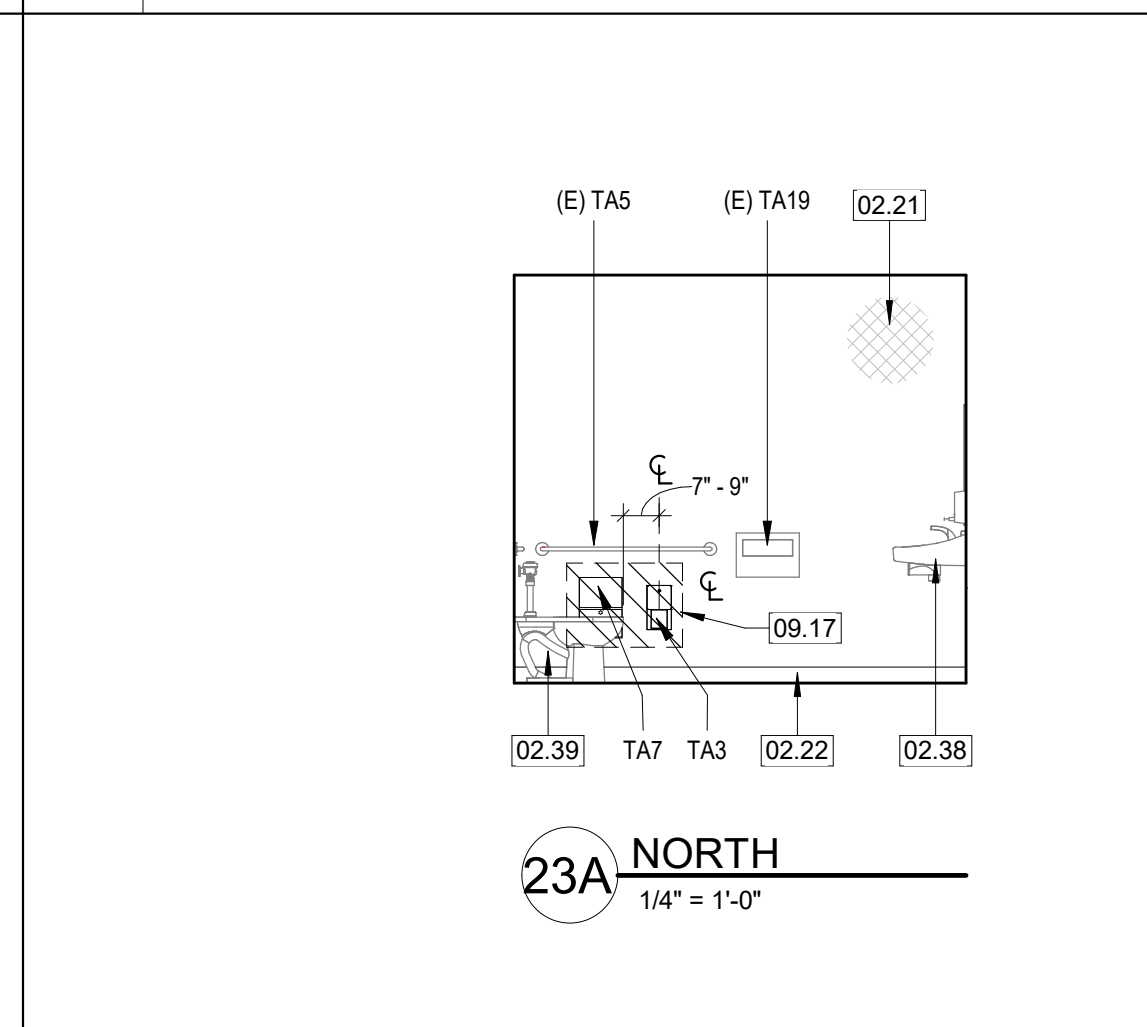 (E) TA5
(E) TA19
02.21
℄
7" - 9"
℄
09.17
02.39
TA7
TA3
02.22
02.38
23A
NORTH
1/4" = 1'-0"